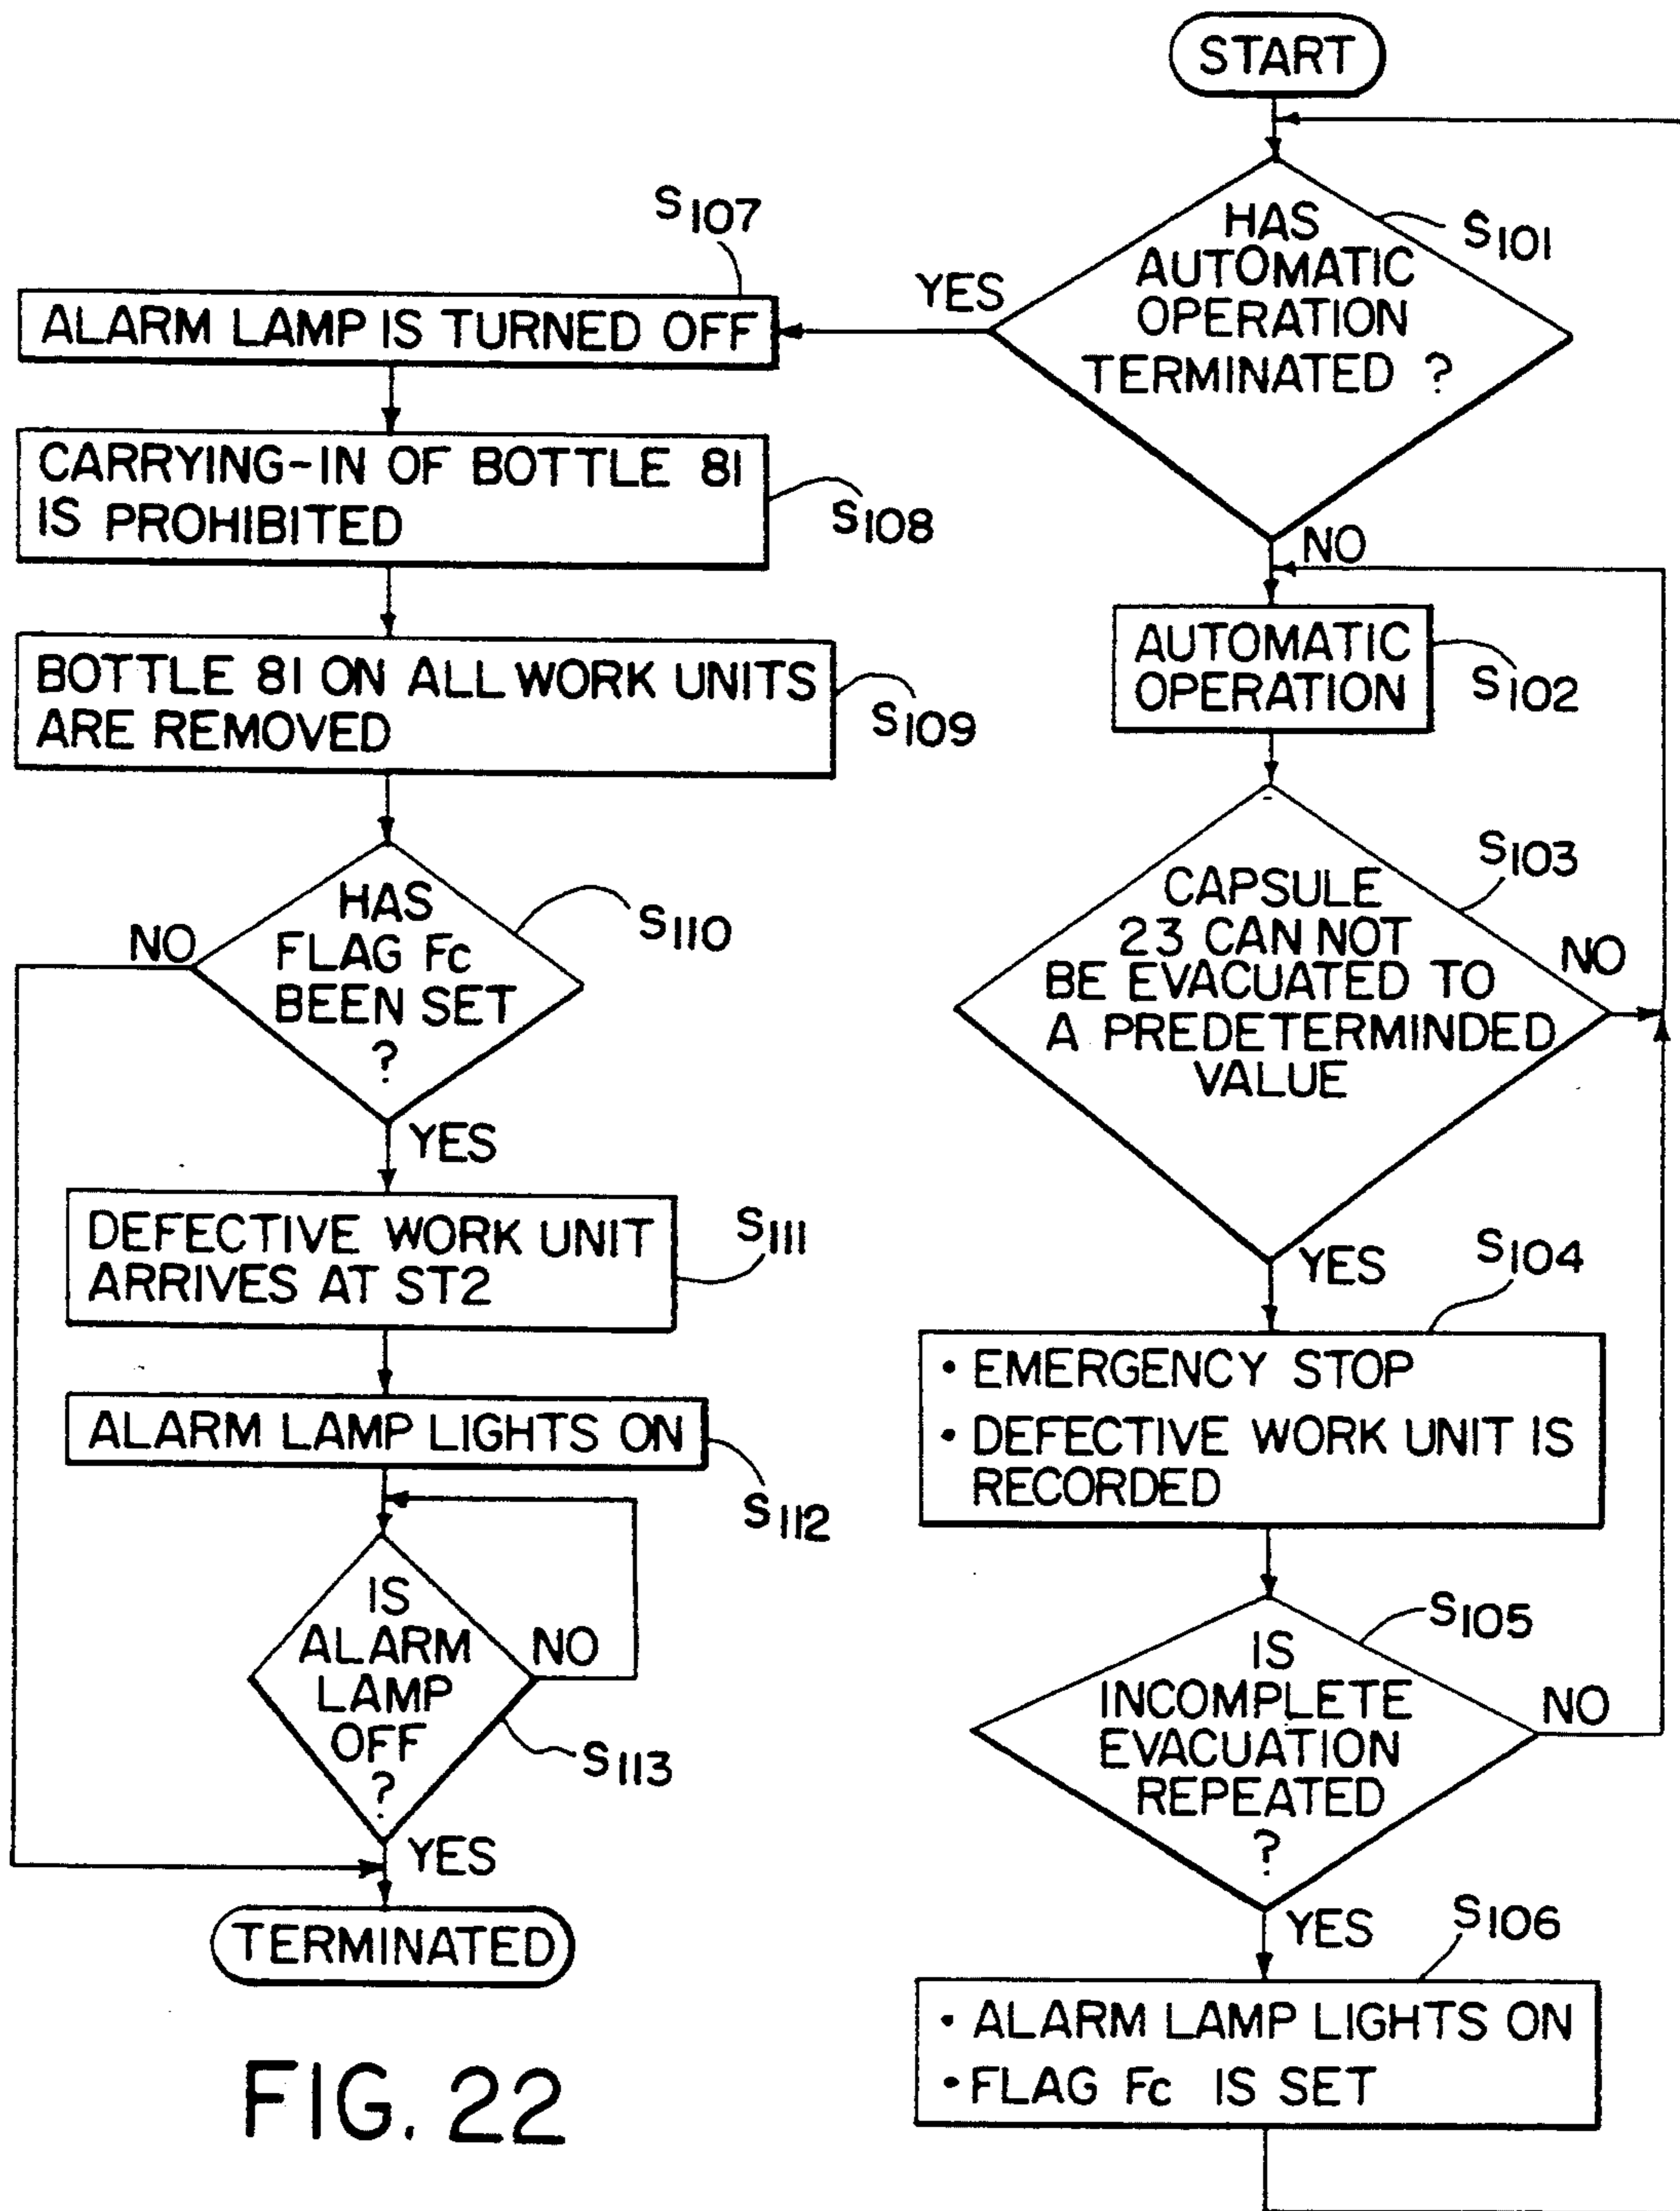 START
HAS
AUTOMATIC
OPERATION
TERMINATED ?
S101
YES
NO
S107
ALARM LAMP IS TURNED OFF
CARRYING-IN OF BOTTLE 81
IS PROHIBITED
S108
BOTTLE 81 ON ALL WORK UNITS
ARE REMOVED
S109
HAS
FLAG Fc
BEEN SET
?
S110
NO
YES
DEFECTIVE WORK UNIT
ARRIVES AT ST2
S111
ALARM LAMP LIGHTS ON
S112
IS
ALARM
LAMP
OFF
?
NO
S113
YES
TERMINATED
AUTOMATIC
OPERATION
S102
CAPSULE
23 CAN NOT
BE EVACUATED TO
A PREDETERMINDED
VALUE
S103
NO
YES
S104
• EMERGENCY STOP
• DEFECTIVE WORK UNIT IS
RECORDED
S105
IS
INCOMPLETE
EVACUATION
REPEATED
?
NO
YES
S106
• ALARM LAMP LIGHTS ON
• FLAG Fc IS SET
FIG. 22